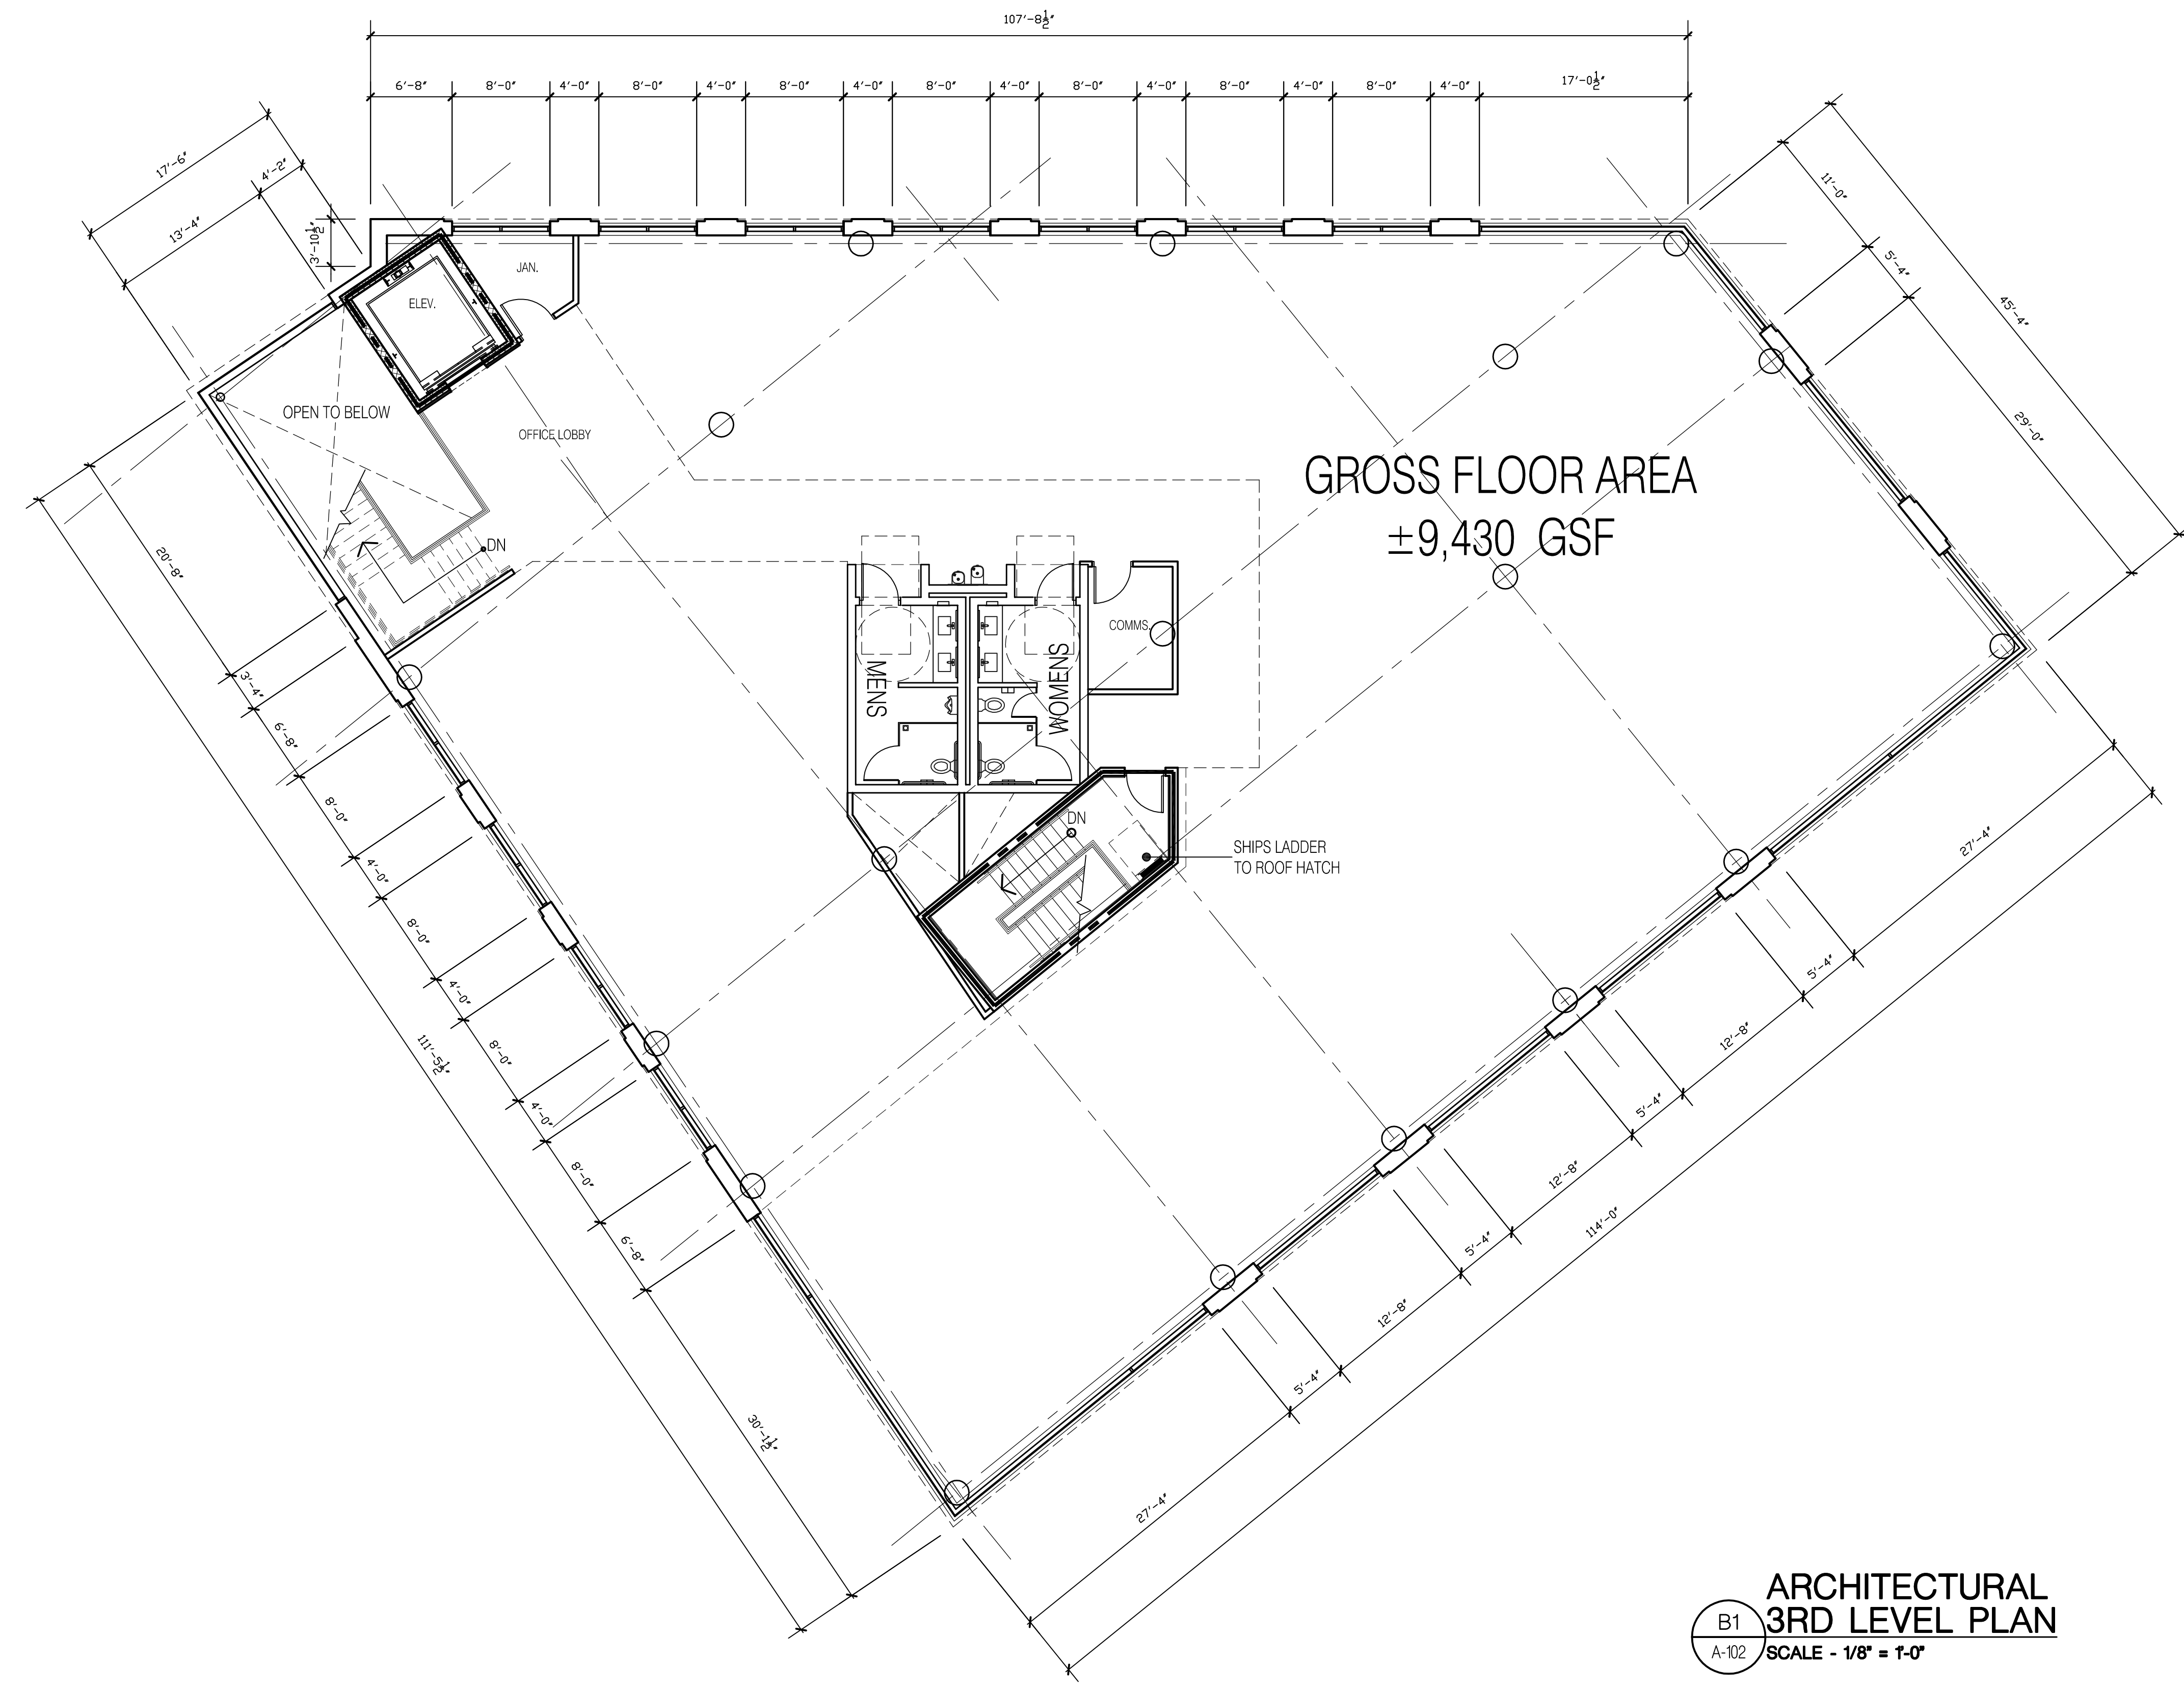 107'-8½"
6'-8"
8'-0"
4'-0"
8'-0"
4'-0"
8'-0"
4'-0"
8'-0"
4'-0"
8'-0"
4'-0"
8'-0"
4'-0"
8'-0"
4'-0"
17'-0½"
17'-6"
4'-2"
13'-4"
3'-10½"
11'-0"
5'-4"
45'-4"
29'-0"
JAN.
ELEV.
OPEN TO BELOW
OFFICE LOBBY
DN
GROSS FLOOR AREA
±9,430 GSF
COMMS.
MENS
WOMENS
DN
SHIPS LADDER
TO ROOF HATCH
20'-8"
3'-4"
6'-8"
8'-0"
4'-0"
8'-0"
4'-0"
8'-0"
4'-0"
8'-0"
6'-8"
30'-1½"
111'-5½"
27'-4"
5'-4"
12'-8"
5'-4"
12'-8"
5'-4"
12'-8"
5'-4"
27'-4"
114'-0"
B1
A-102
ARCHITECTURAL
3RD LEVEL PLAN
SCALE - 1/8" = 1'-0"